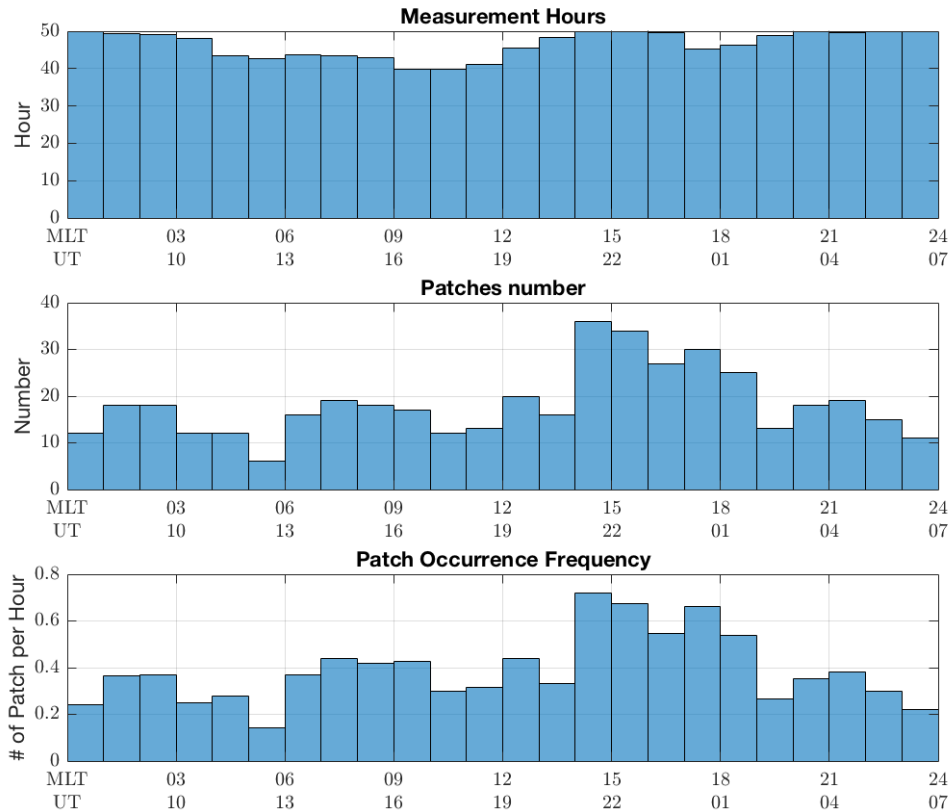 Measurement Hours
50
40
30
20
10
0
Hour
MLT 03 06 09 12 15 18 21 24
UT 10 13 16 19 22 01 04 07
Patches number
40
30
20
10
0
Number
MLT 03 06 09 12 15 18 21 24
UT 10 13 16 19 22 01 04 07
Patch Occurrence Frequency
0.8
0.6
0.4
0.2
0
# of Patch per Hour
MLT 03 06 09 12 15 18 21 24
UT 10 13 16 19 22 01 04 07